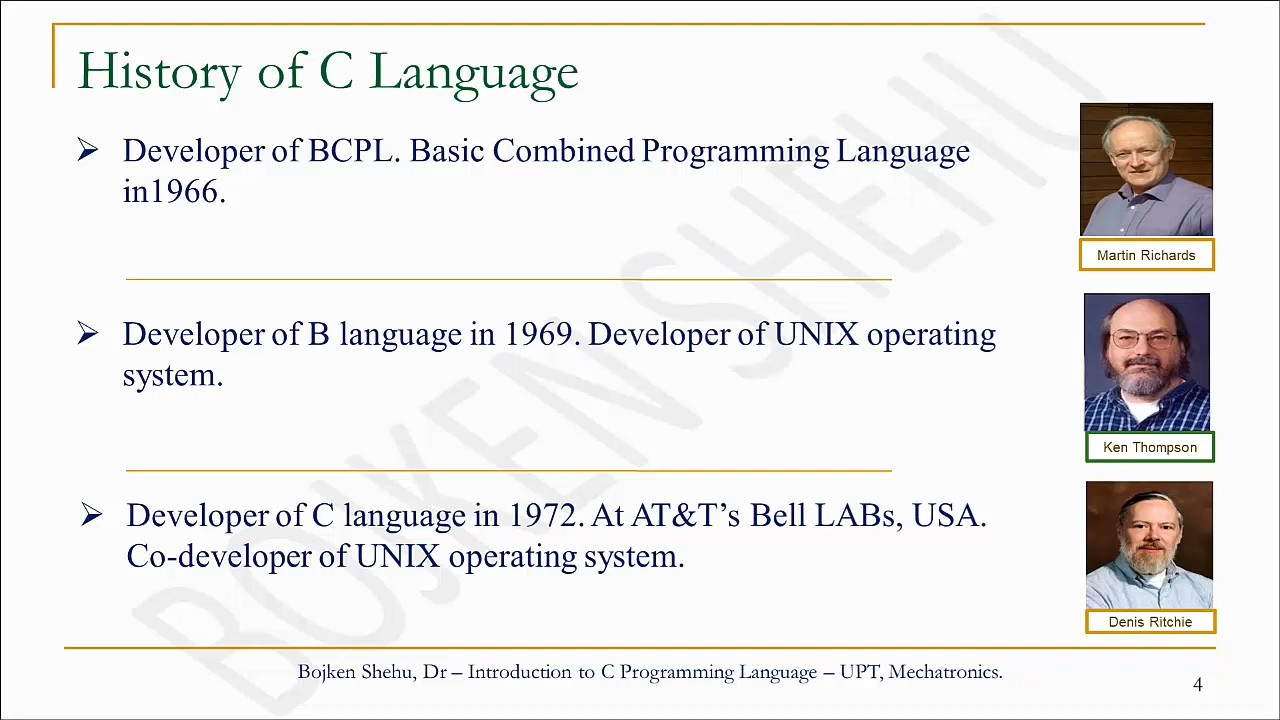 History of C Language
Developer of BCPL. Basic Combined Programming Language
in1966.
Martin Richards
Developer of B language in 1969. Developer of UNIX operating
system.
Ken Thompson
Developer of C language in 1972. At AT&T’s Bell LABs, USA.
Co-developer of UNIX operating system.
Denis Ritchie
BOJKEN SHEHU
Bojken Shehu, Dr – Introduction to C Programming Language – UPT, Mechatronics.
4